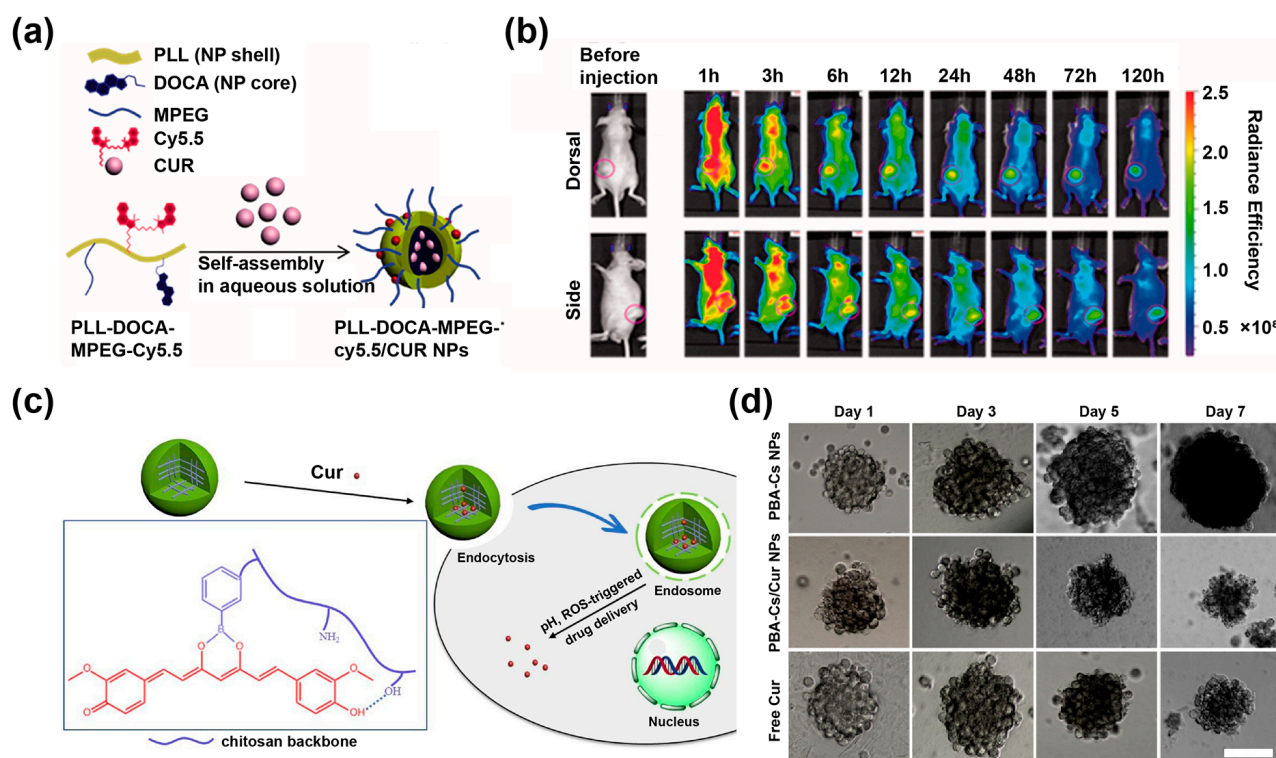 (a)
PLL (NP shell)
DOCA (NP core)
MPEG
Cy5.5
CUR
Self-assembly
in aqueous solution
PLL-DOCA-
MPEG-Cy5.5
PLL-DOCA-MPEG-
cy5.5/CUR NPs
(b)
Before
injection
1h 3h 6h 12h 24h 48h 72h 120h
Dorsal
Side
2.5
2.0
1.5
1.0
0.5
×10⁸
Radiance Efficiency
(c)
Cur
Endocytosis
Endosome
pH, ROS-triggered
drug delivery
Nucleus
B
O O
NH₂
O
O
O
OH
OH
chitosan backbone
(d)
Day 1 Day 3 Day 5 Day 7
PBA-Cs NPs
PBA-Cs/Cur NPs
Free Cur